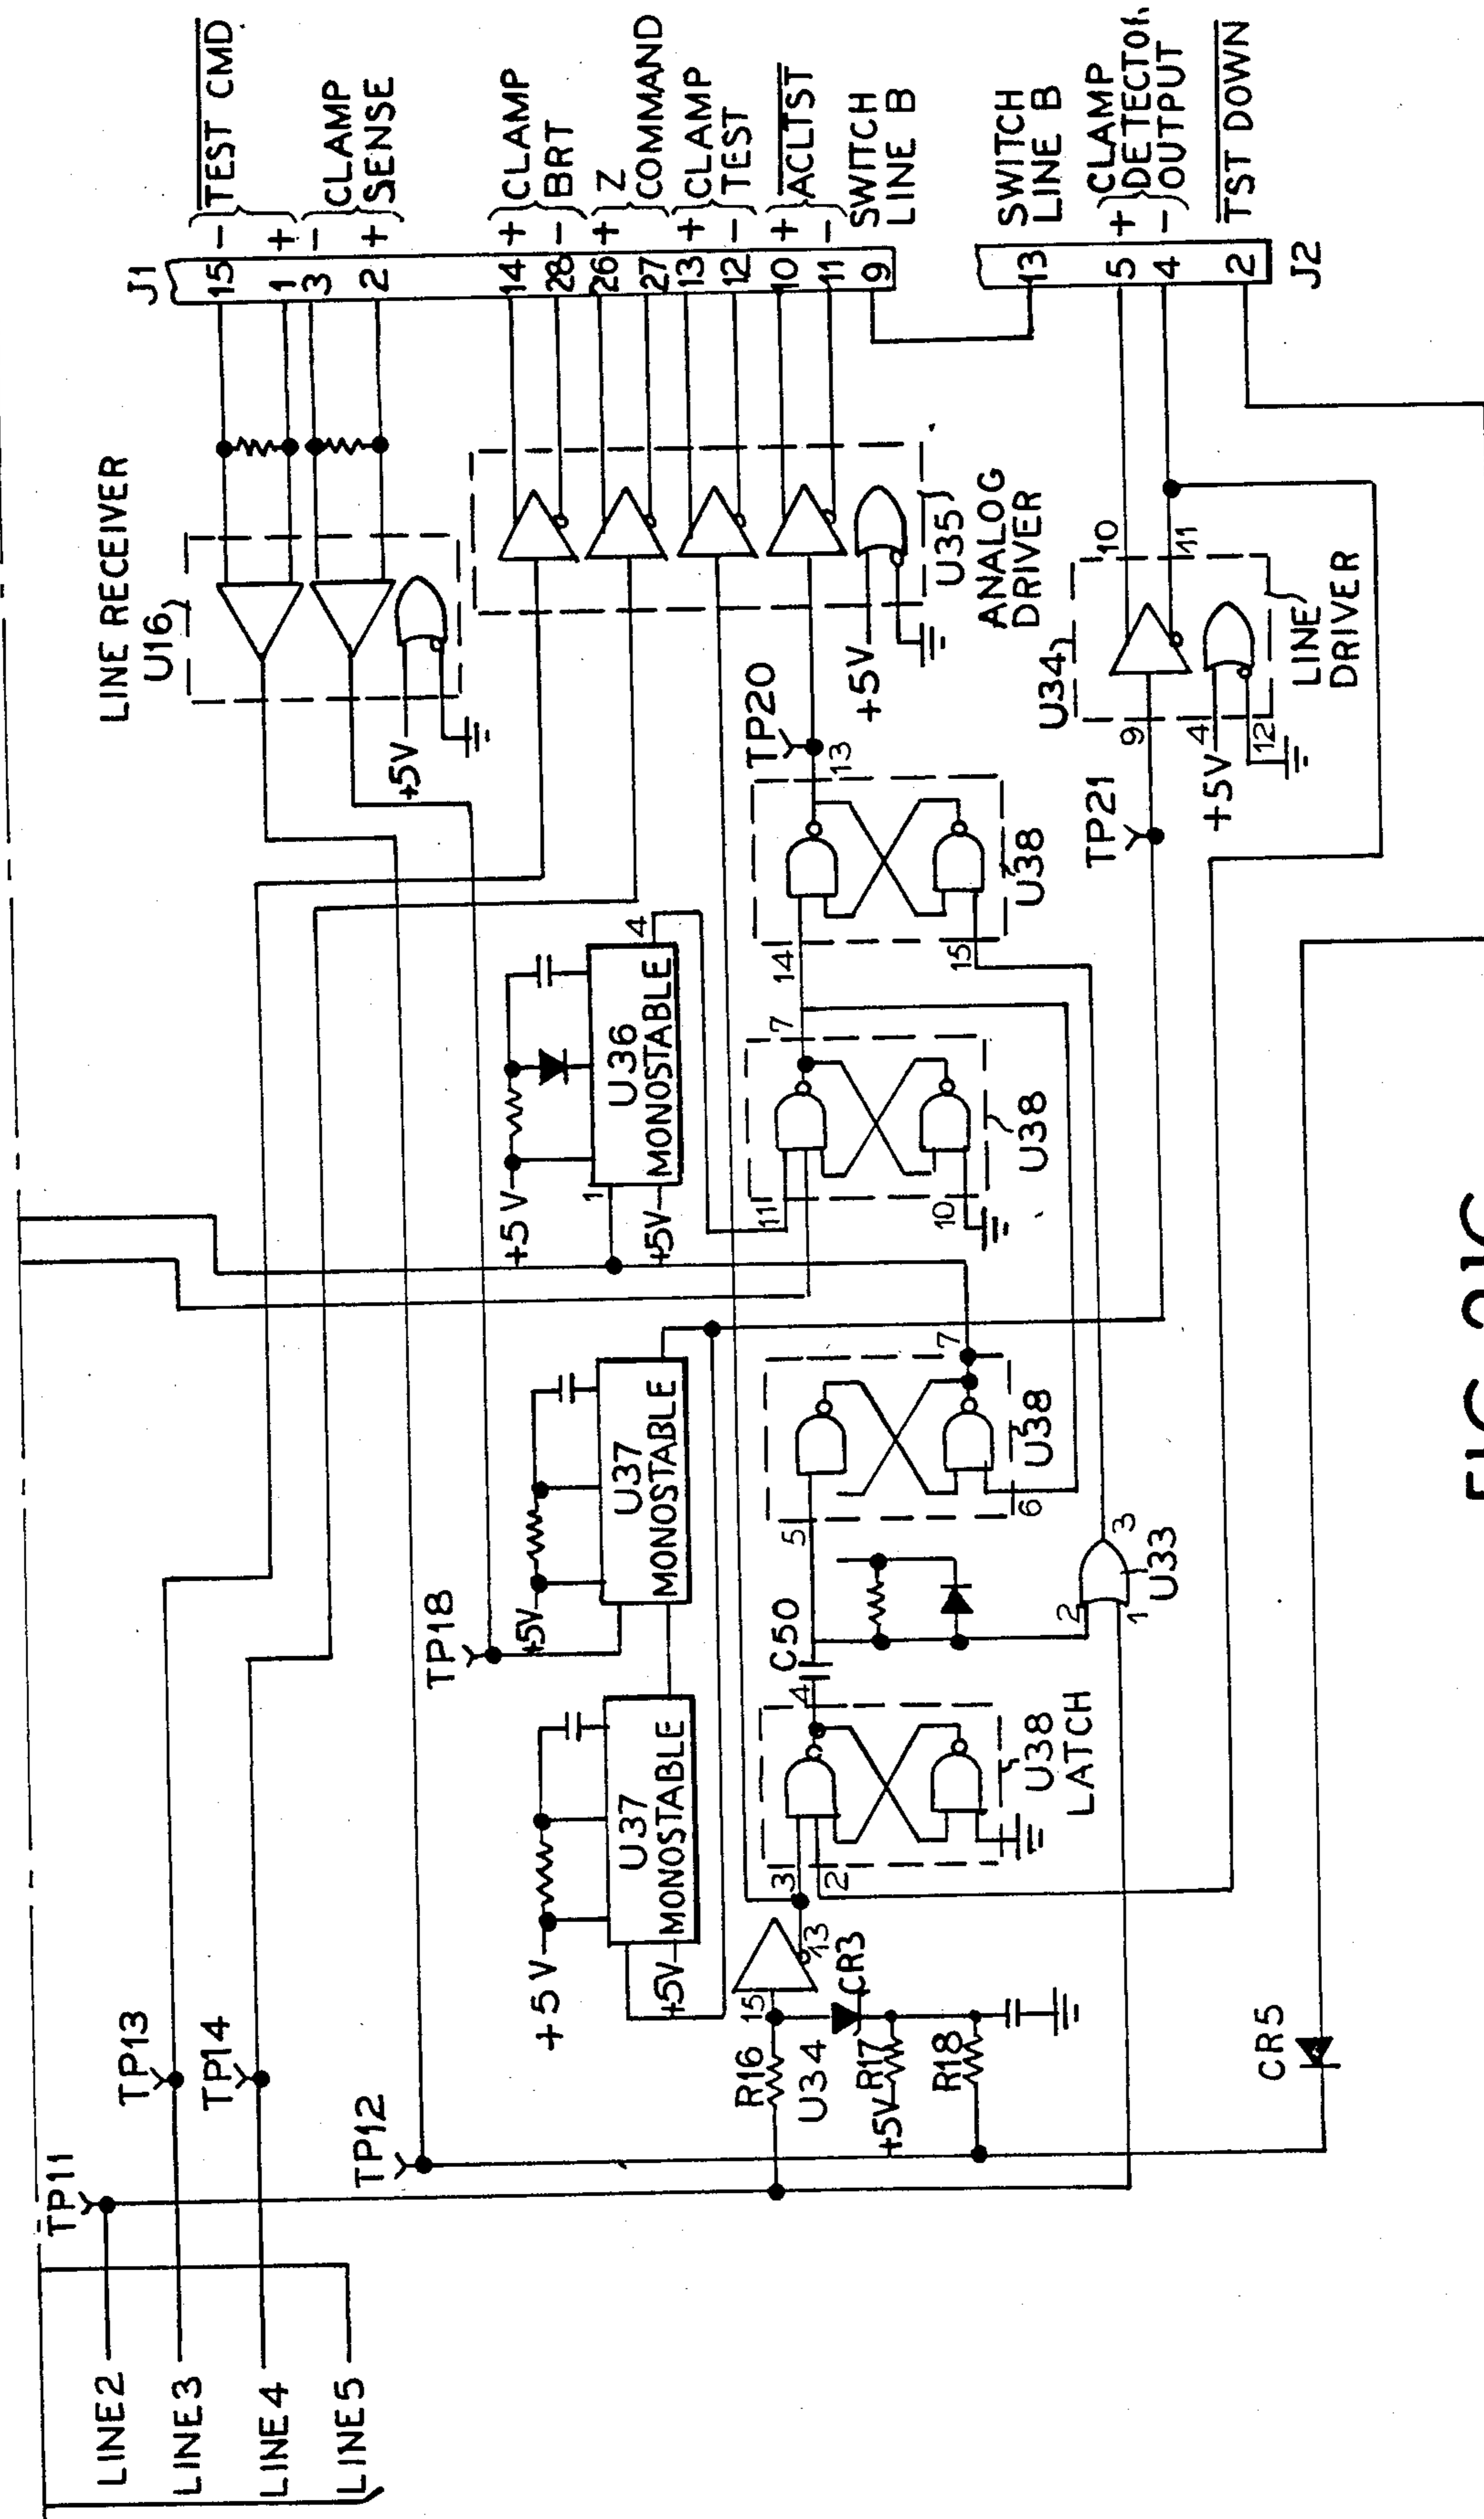 LINE 2
LINE 3
LINE 4
LINE 5
TP11
TP13
TP14
TP12
TP18
LINE RECEIVER
U16
+5V
J1
15 -
1 +
3 -
2 +
TEST CMD
CLAMP
SENSE
14 +
28 -
26 +
27
13 +
12 -
10 +
11 -
9
CLAMP
BRT
Z
COMMAND
CLAMP
TEST
ACLTST
SWITCH
LINE B
U35
ANALOG
DRIVER
+5V
+5V
U37
MONOSTABLE
+5V
+5V
U37
MONOSTABLE
+5V
1
U36
MONOSTABLE
4
+5V
R16
15
U34
13
CR3
R17
+5V
R18
3
2
4
U38
LATCH
C50
5
6
7
U38
2
1
3
U33
11
10
7
U38
14
15
13
U38
TP20
TP21
U34
9
10
11
4
12
+5V
LINE
DRIVER
SWITCH
LINE B
13
5 +
4 -
2
J2
CLAMP
OUTPUT
TST DOWN
CR5